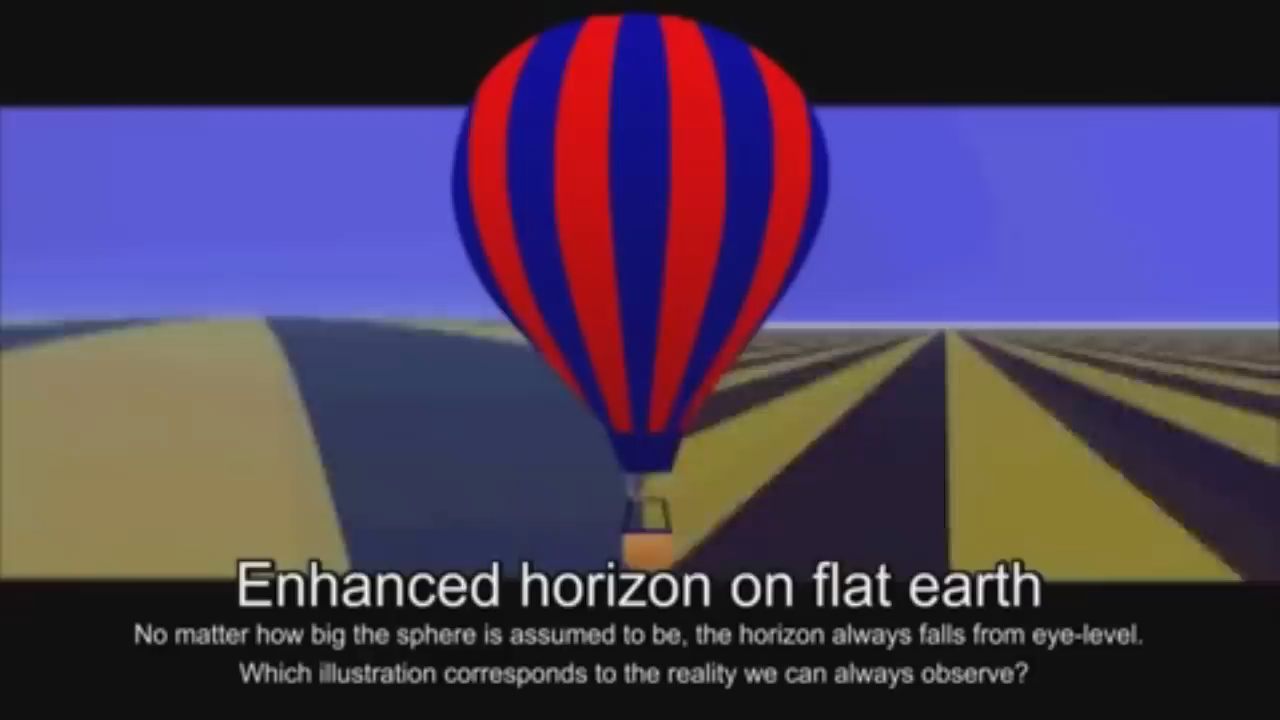 Enhanced horizon on flat earth
No matter how big the sphere is assumed to be, the horizon always falls from eye-level.
Which illustration corresponds to the reality we can always observe?